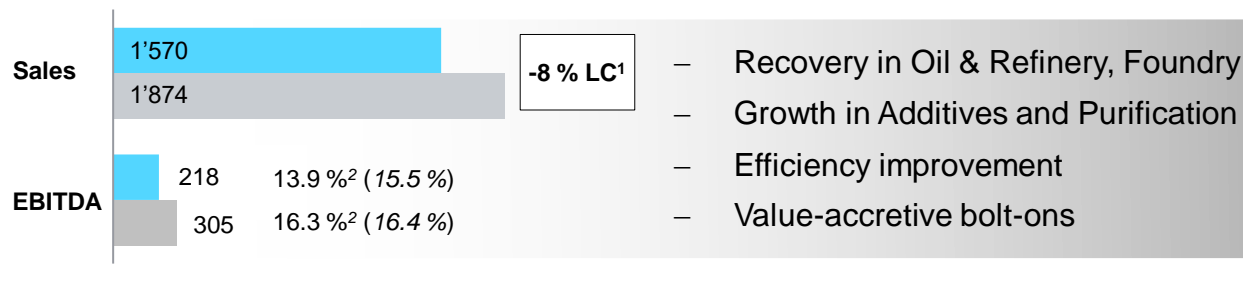 Sales
1’570
1’874
-8 % LC¹
EBITDA
218
13.9 %² (15.5 %)
305
16.3 %² (16.4 %)
– Recovery in Oil & Refinery, Foundry
– Growth in Additives and Purification
– Efficiency improvement
– Value-accretive bolt-ons